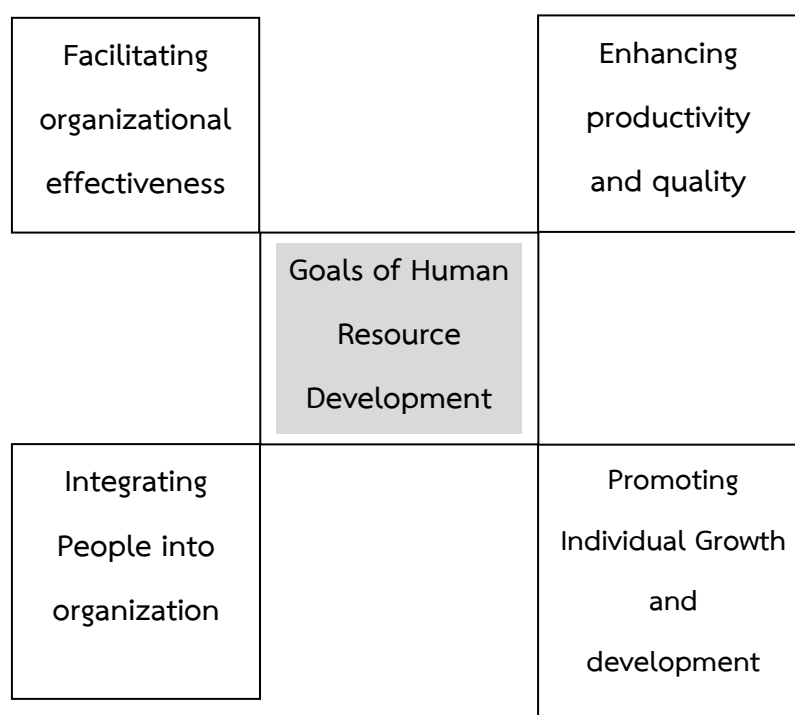 Facilitating
organizational
effectiveness
Enhancing
productivity
and quality
Goals of Human
Resource
Development
Integrating
People into
organization
Promoting
Individual Growth
and
development